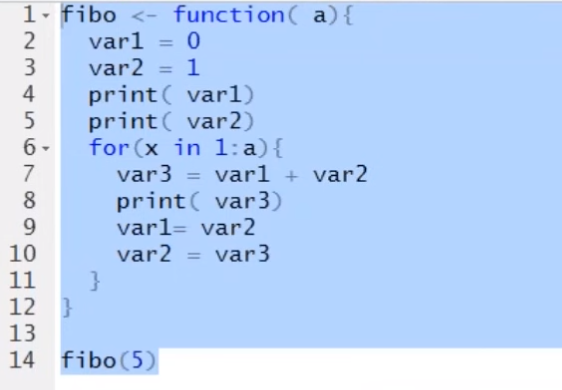 1 fibo <- function( a){
2 var1 = 0
3 var2 = 1
4 print( var1)
5 print( var2)
6 for(x in 1:a){
7 var3 = var1 + var2
8 print( var3)
9 var1= var2
10 var2 = var3
11 }
12 }
13
14 fibo(5)